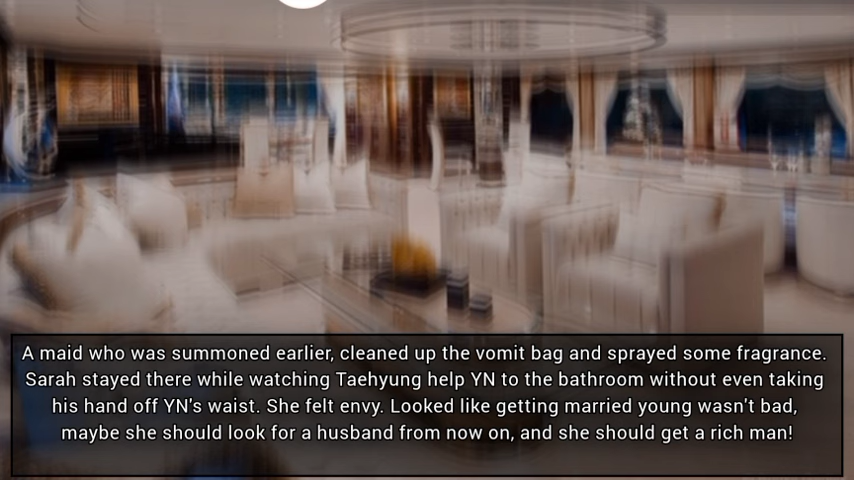 A maid who was summoned earlier, cleaned up the vomit bag and sprayed some fragrance.
Sarah stayed there while watching Taehyung help YN to the bathroom without even taking
his hand off YN's waist. She felt envy. Looked like getting married young wasn't bad,
maybe she should look for a husband from now on, and she should get a rich man!